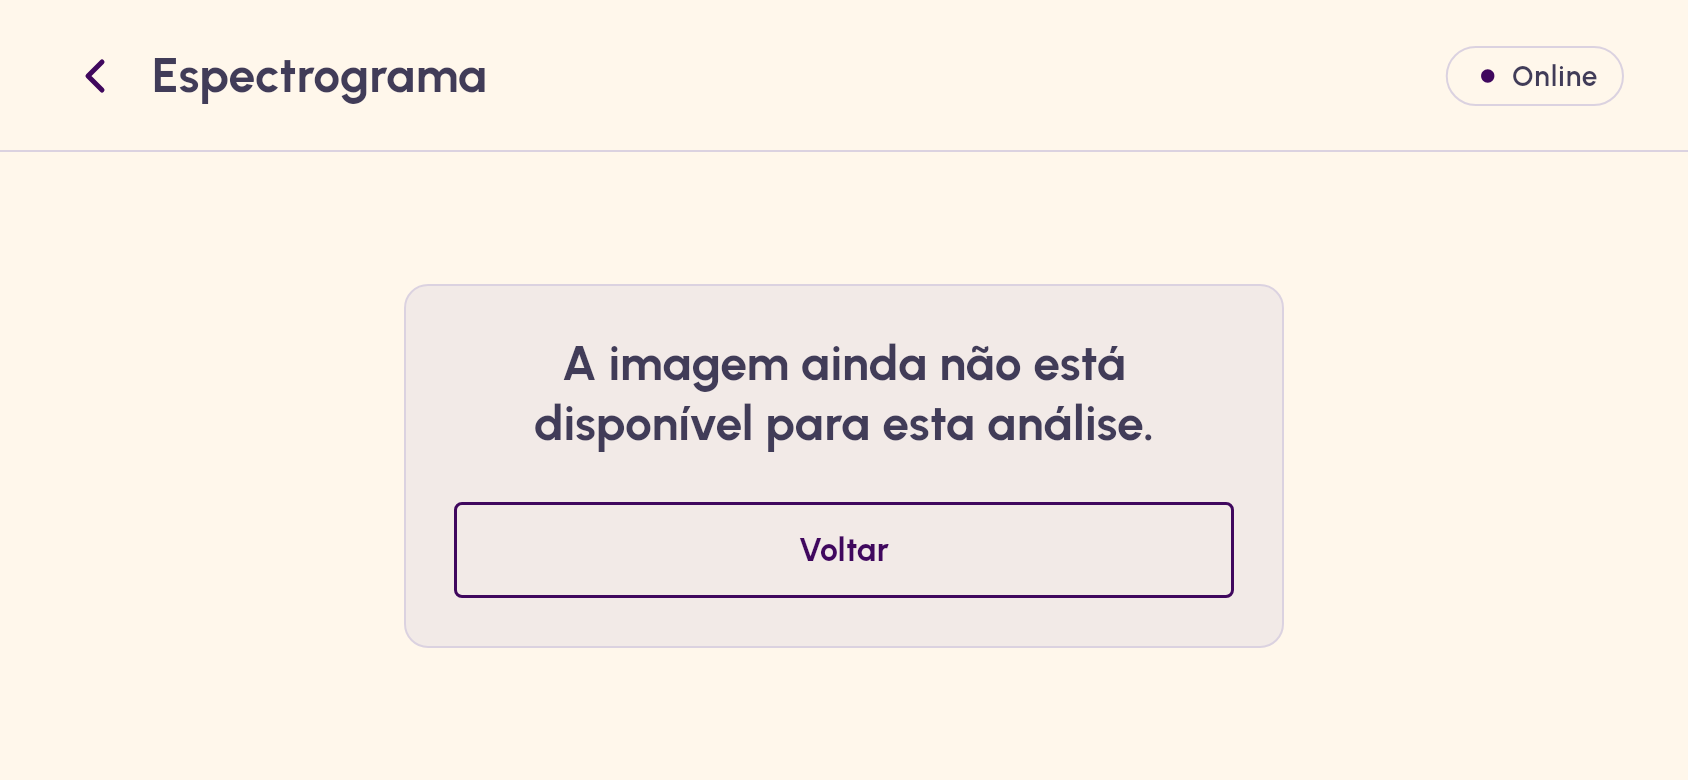 Espectrograma
Online
A imagem ainda não está
disponível para esta análise.
Voltar